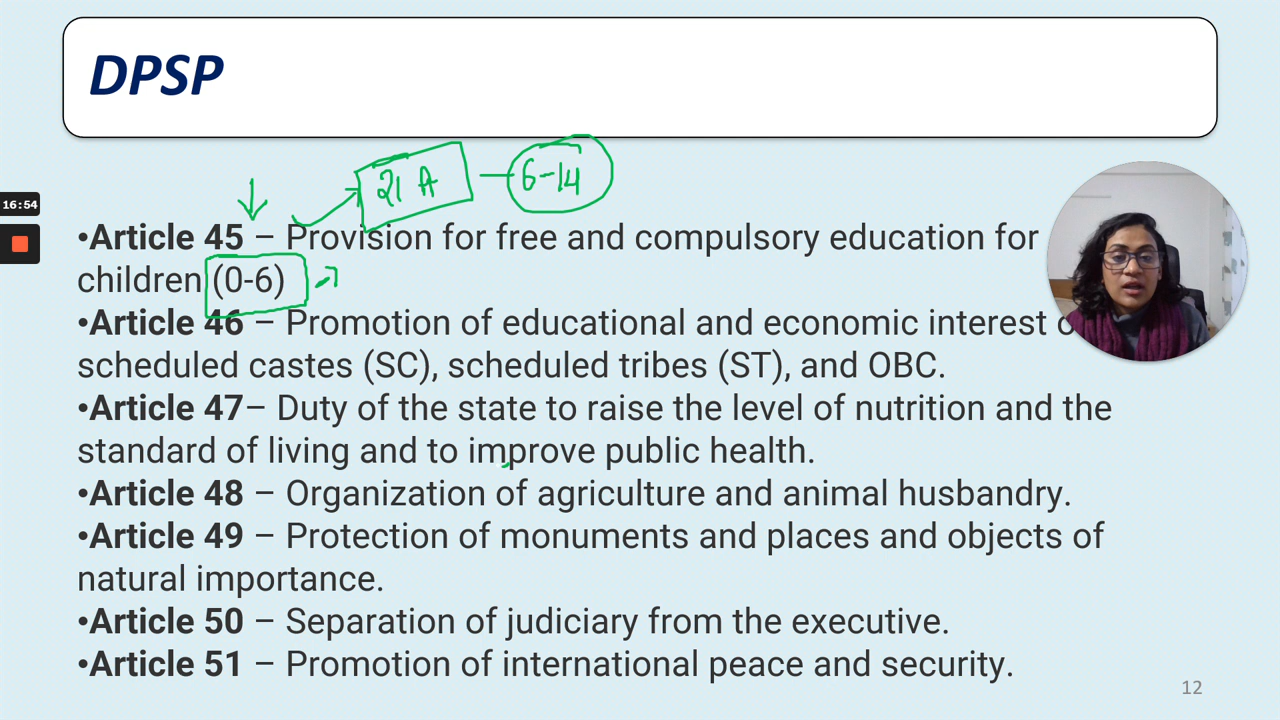 DPSP
21 A – 6-14
16:54
•Article 45 – Provision for free and compulsory education for
children (0-6)
•Article 46 – Promotion of educational and economic interest
scheduled castes (SC), scheduled tribes (ST), and OBC.
•Article 47– Duty of the state to raise the level of nutrition and the
standard of living and to improve public health.
•Article 48 – Organization of agriculture and animal husbandry.
•Article 49 – Protection of monuments and places and objects of
natural importance.
•Article 50 – Separation of judiciary from the executive.
•Article 51 – Promotion of international peace and security.
12